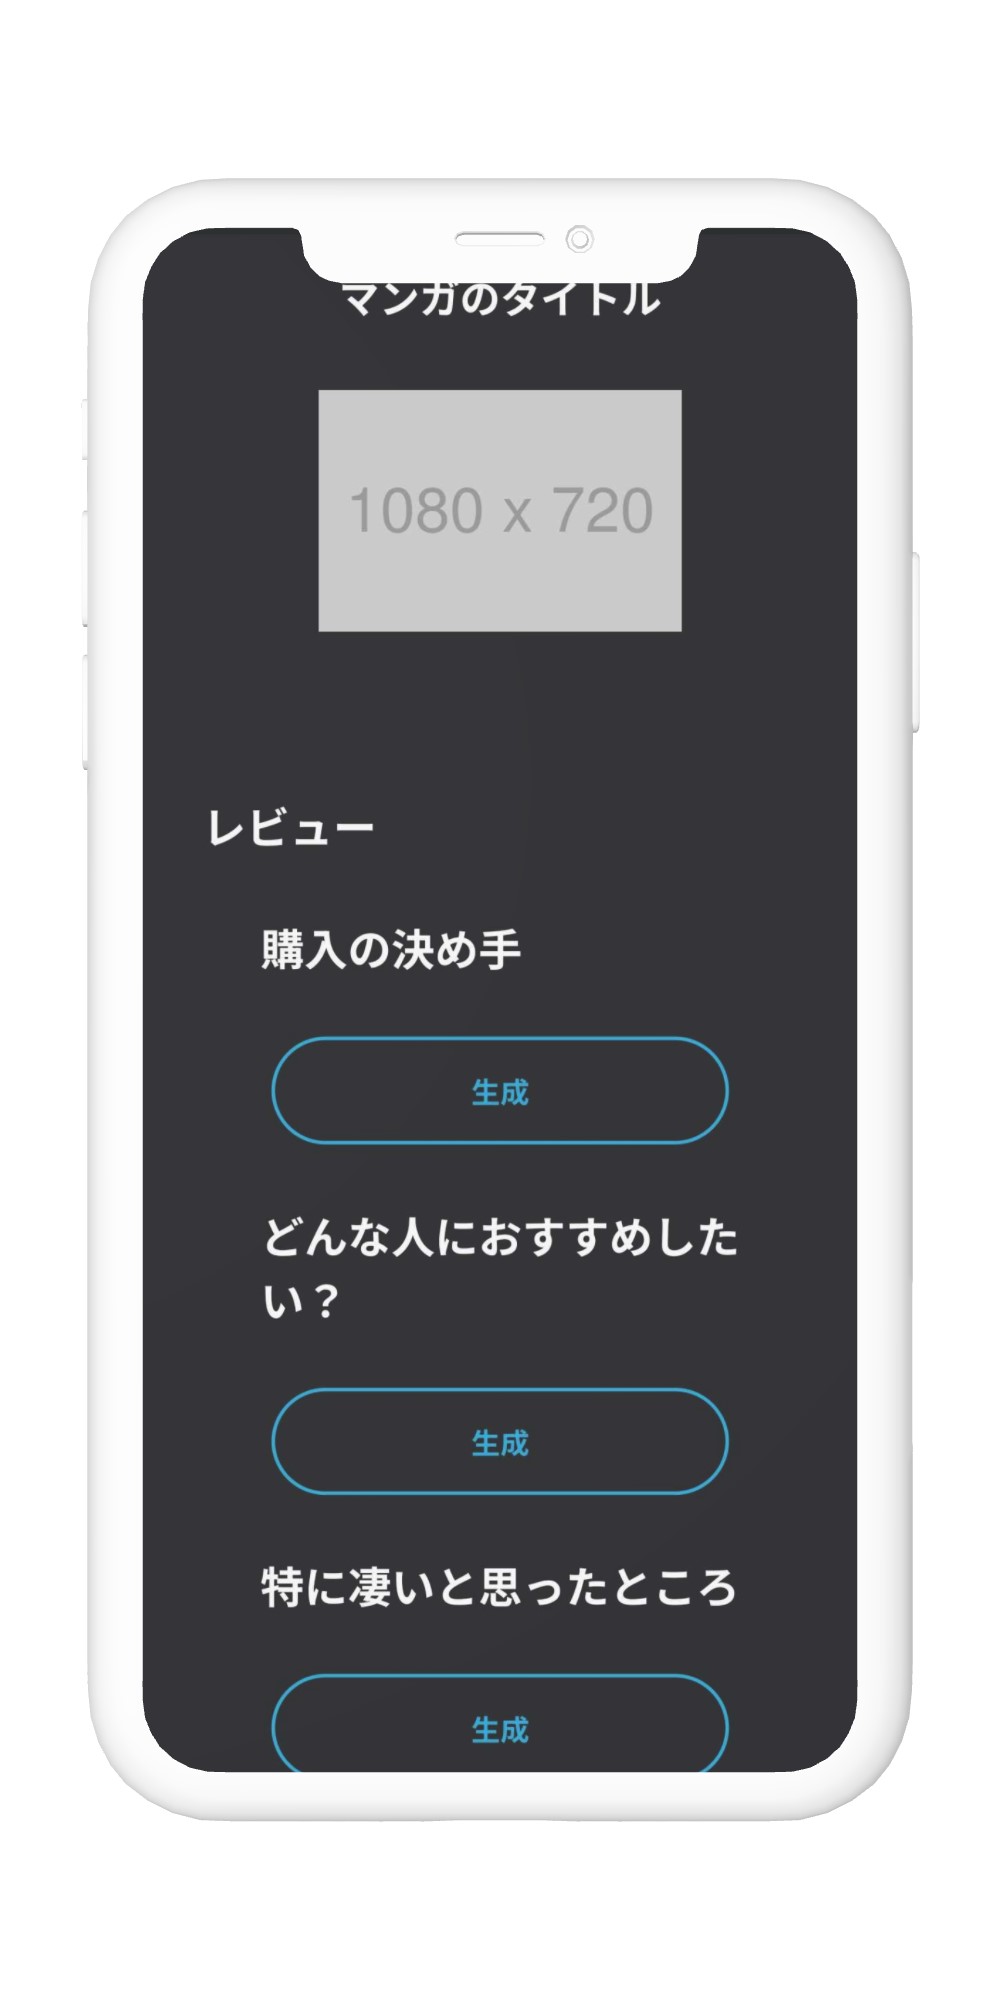 マンガのタイトル
1080 x 720
レビュー
購入の決め手
生成
どんな人におすすめした
い？
生成
特に凄いと思ったところ
生成